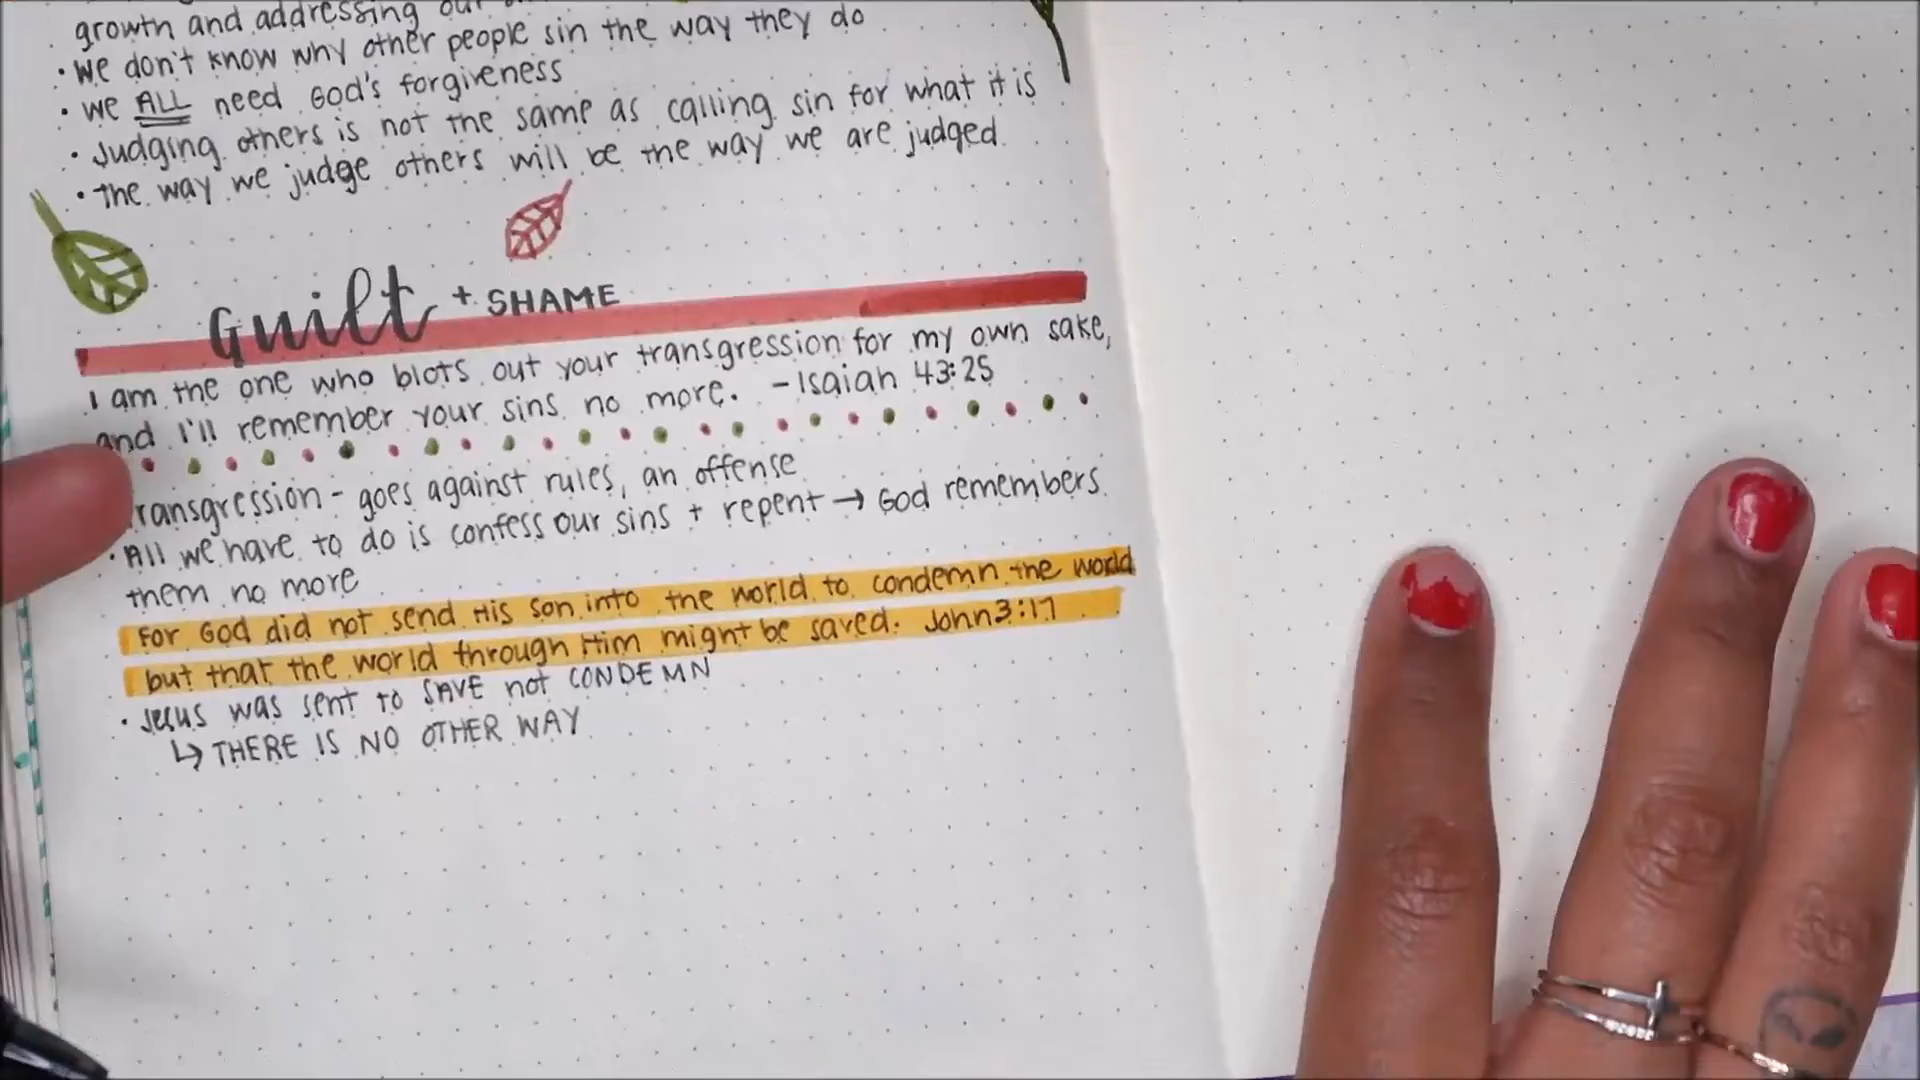 growth and addressing our
• we don't know why other people sin the way they do
• we ALL need God's forgiveness
• Judging others is not the same as calling sin for what it is
• The way we judge others will be the way we are judged
Guilt + SHAME
I am the one who blots out your transgression for my own sake,
and I'll remember your sins no more. - Isaiah 43:25
ransgression - goes against rules, an offense
• All we have to do is confess our sins + repent → God remembers
them no more
For God did not send His son into the world to condemn the world
but that the world through Him might be saved. John 3:17
• Jesus was sent to SAVE not CONDEMN
↳ THERE IS NO OTHER WAY